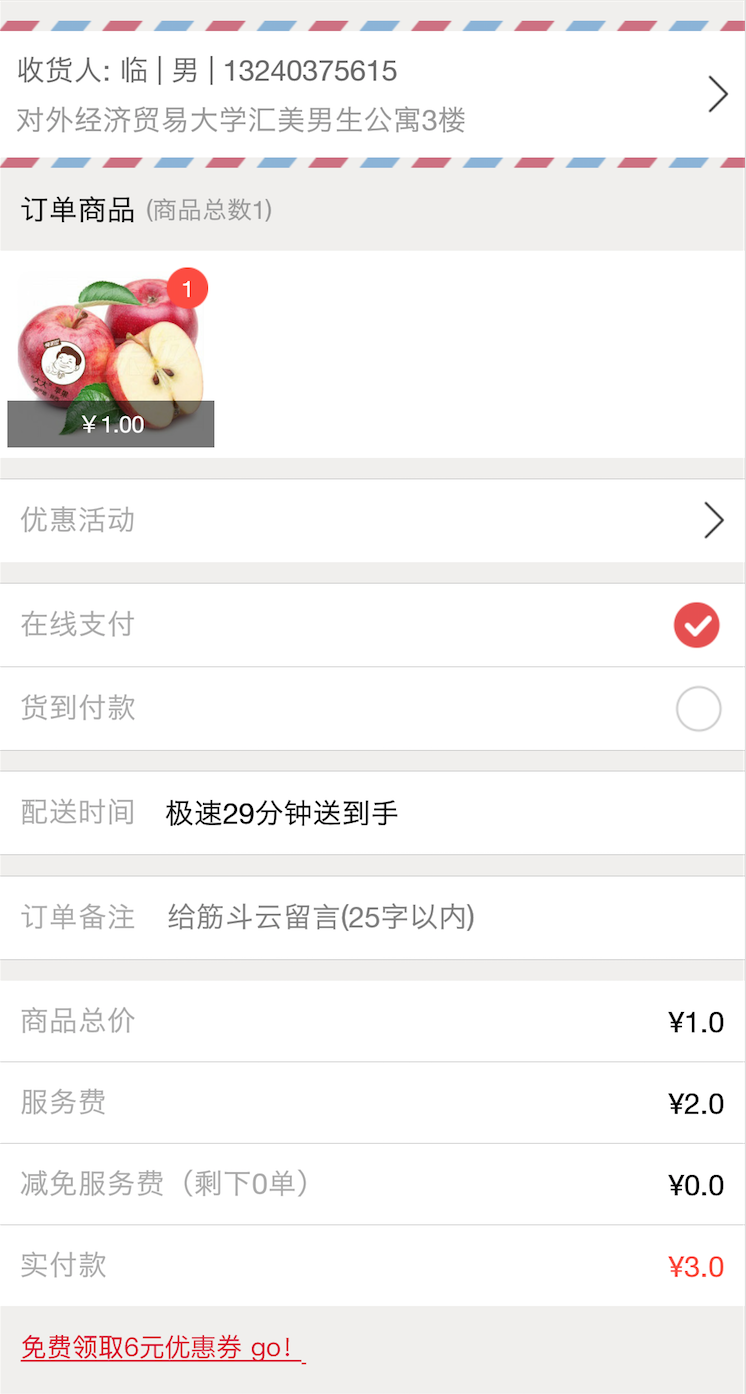 收货人: 临 | 男 | 13240375615
对外经济贸易大学汇美男生公寓3楼
订单商品 (商品总数1)
1
￥1.00
优惠活动
在线支付
货到付款
配送时间 极速29分钟送到手
订单备注 给筋斗云留言(25字以内)
商品总价 ¥1.0
服务费 ¥2.0
减免服务费（剩下0单） ¥0.0
实付款 ¥3.0
免费领取6元优惠券 go!